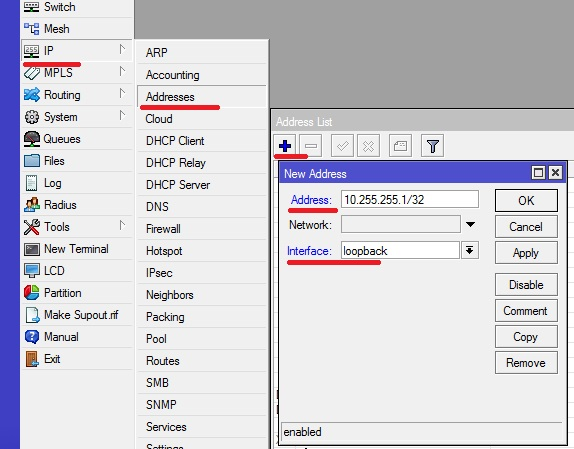 Switch
Mesh
IP
MPLS
Routing
System
Queues
Files
Log
Radius
Tools
New Terminal
LCD
Partition
Make Supout.rif
Manual
Exit
ARP
Accounting
Addresses
Cloud
DHCP Client
DHCP Relay
DHCP Server
DNS
Firewall
Hotspot
IPsec
Neighbors
Packing
Pool
Routes
SMB
SNMP
Services
Settings
Address List
New Address
Address: 10.255.255.1/32
Network:
Interface: loopback
OK
Cancel
Apply
Disable
Comment
Copy
Remove
enabled